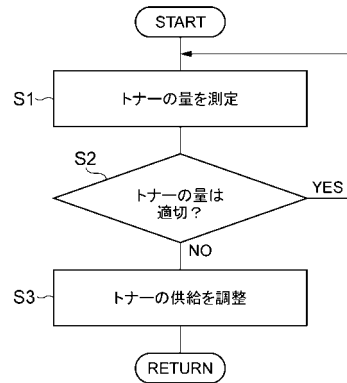 START
S1
トナーの量を測定
S2
トナーの量は
適切?
YES
NO
S3
トナーの供給を調整
RETURN